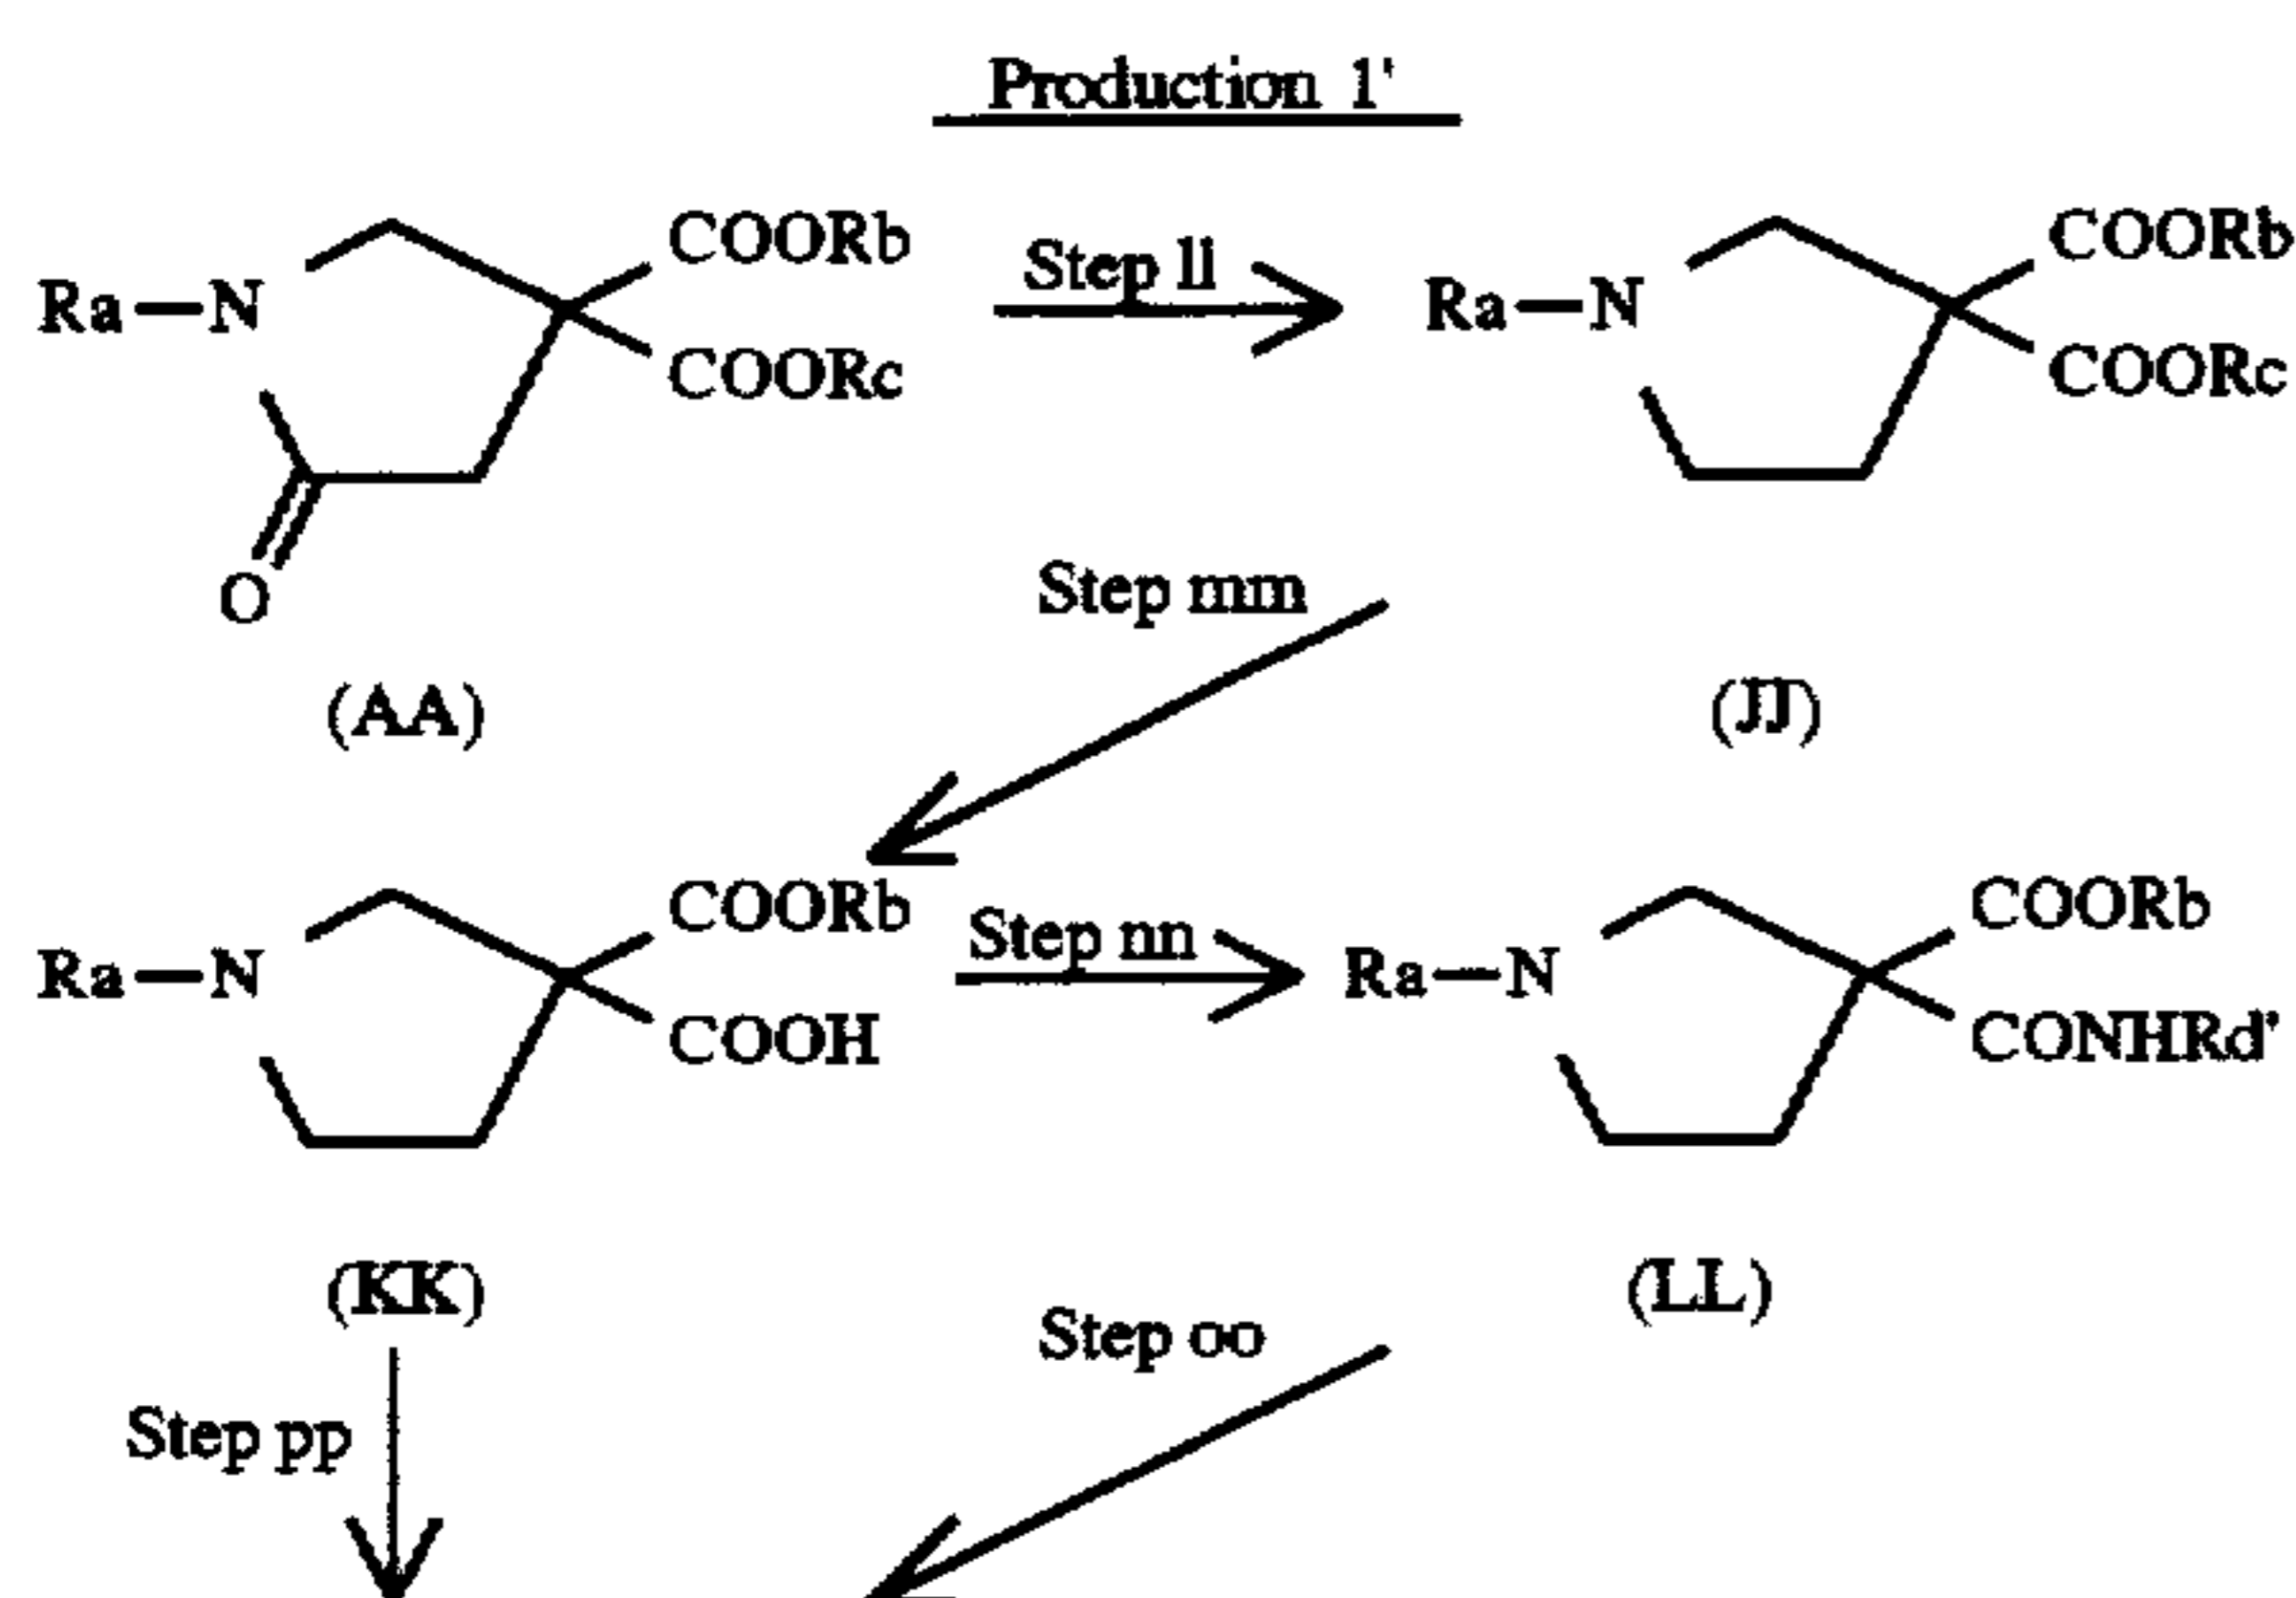 Production 1'
COORb
COORc
Ra—N
O
(AA)
Step ll
COORb
COORc
Ra—N
(JJ)
Step mm
COORb
COOH
Ra—N
(KK)
Step nn
COORb
CONHRd'
Ra—N
(LL)
Step oo
Step pp